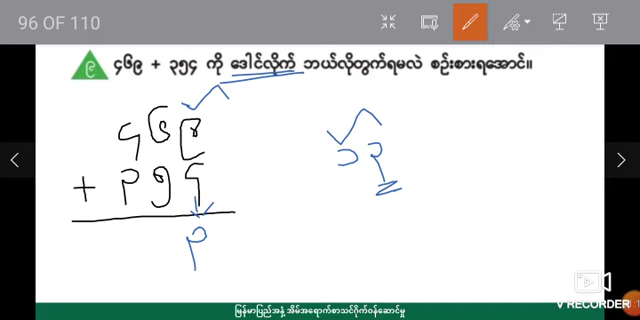 96 OF 110
၉ ၄၆၉ + ၃၅၄ ကို ဒေါင်လိုက် ဘယ်လိုတွက်ရမလဲ စဉ်းစားရအောင်။
၄၆၉
+ ၃၅၄
၃
၁၃
V RECORDER
မြန်မာပြည်အနှံ့ အိမ်အရောက်စာသင်ဝိုက်ဝန်ဆောင်မှု